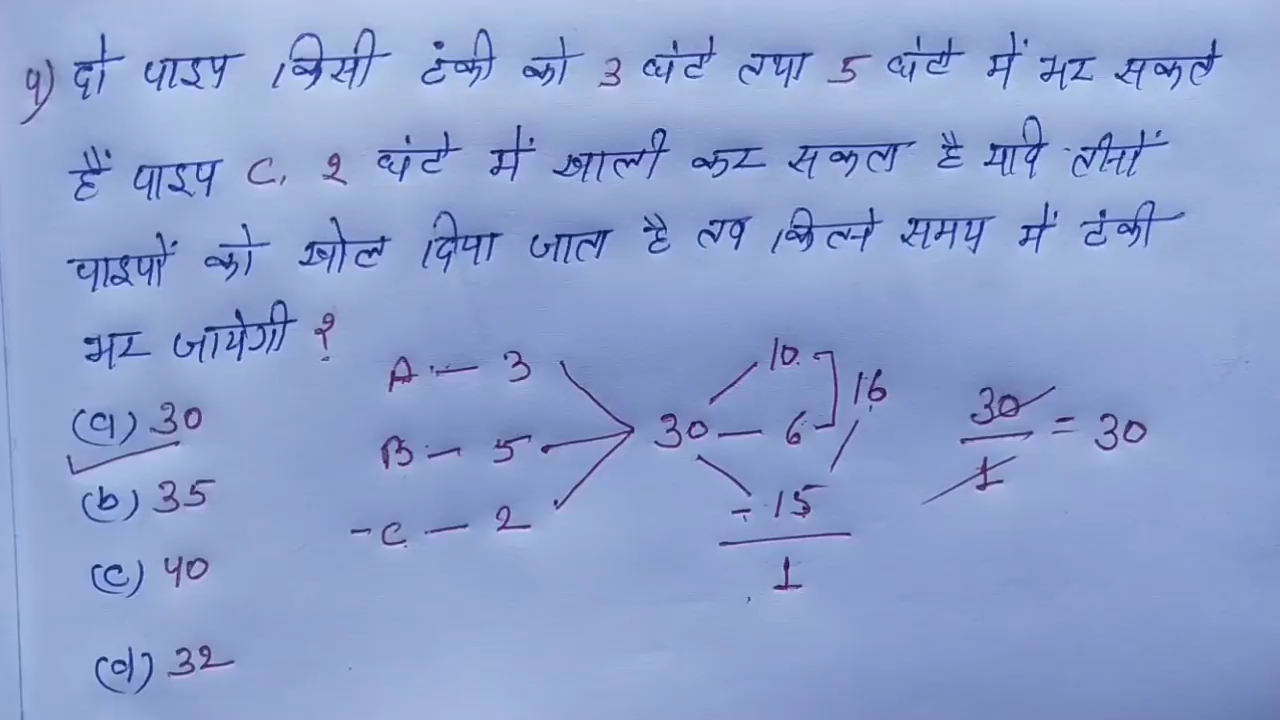 9) दो पाइप किसी टंकी को 3 घंटे तथा 5 घंटे में भर सकते
हैं पाइप C, 2 घंटे में खाली कर सकता है यदि तीनों
पाइपों को खोल दिया जाता है तब कितने समय में टंकी
भर जायेगी ?
(a) 30
(b) 35
(c) 40
(d) 32
A - 3
B - 5
-C - 2
30
10
6
16
- 15
1
30/1 = 30